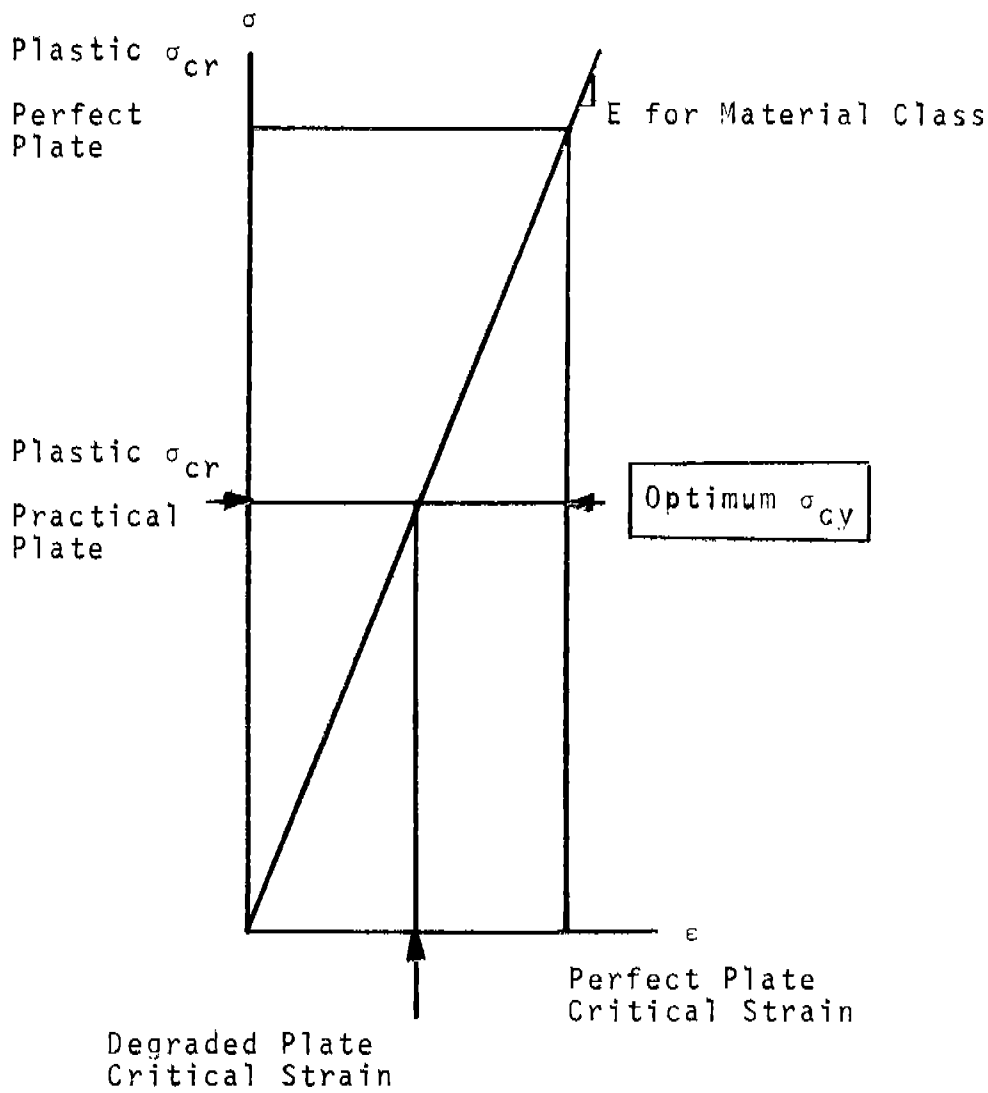 σ
Plastic σcr
Perfect
Plate
E for Material Class
Plastic σcr
Practical
Plate
Optimum σcy
ε
Perfect Plate
Critical Strain
Degraded Plate
Critical Strain